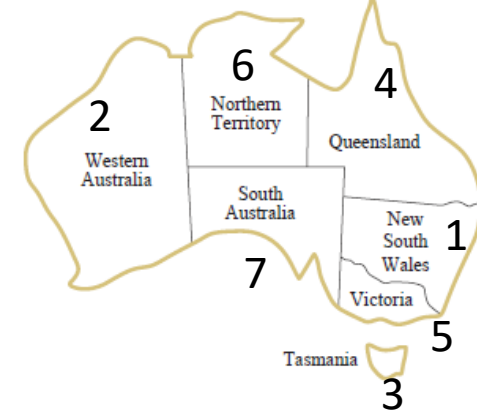 6
Northern
Territory
4
Queensland
2
Western
Australia
South
Australia
7
New
South
Wales
1
Victoria
5
Tasmania
3